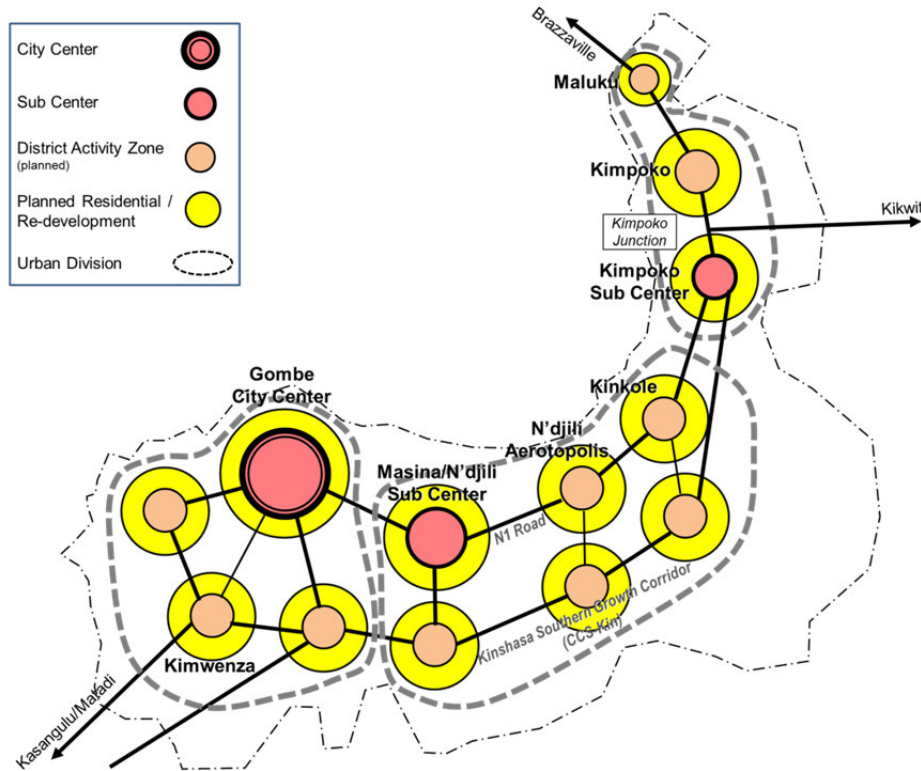 City Center
Sub Center
District Activity Zone
(planned)
Planned Residential /
Re-development
Urban Division
Brazzaville
Maluku
Kimpoko
Kikwit
Kimpoko
Junction
Kimpoko
Sub Center
Gombe
City Center
Kinkole
N'djili
Aerotopolis
Masina/N'djili
Sub Center
N1 Road
Kinshasa Southern Growth Corridor
(CCS-Kin)
Kimwenza
Kasangulu/Matadi